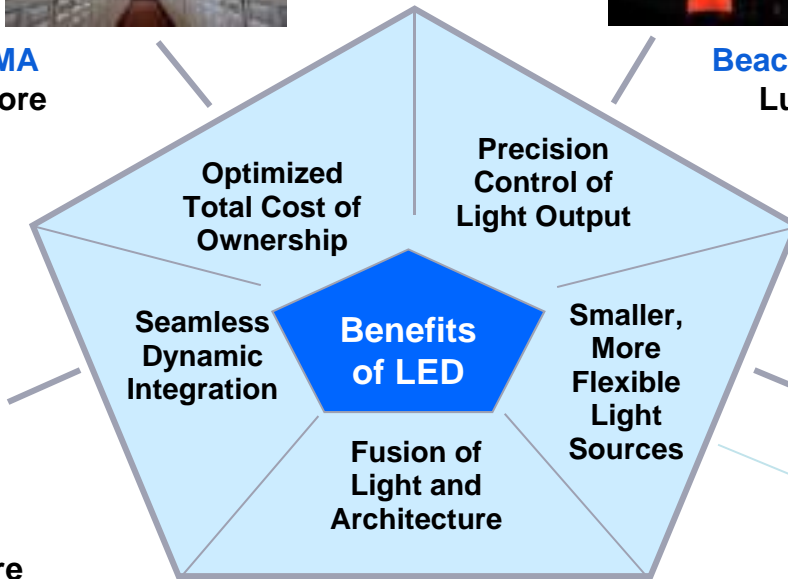 MA
ore
Beac
Lu
Optimized
Total Cost of
Ownership
Precision
Control of
Light Output
Seamless
Dynamic
Integration
Benefits
of LED
Smaller,
More
Flexible
Light
Sources
Fusion of
Light and
Architecture
re